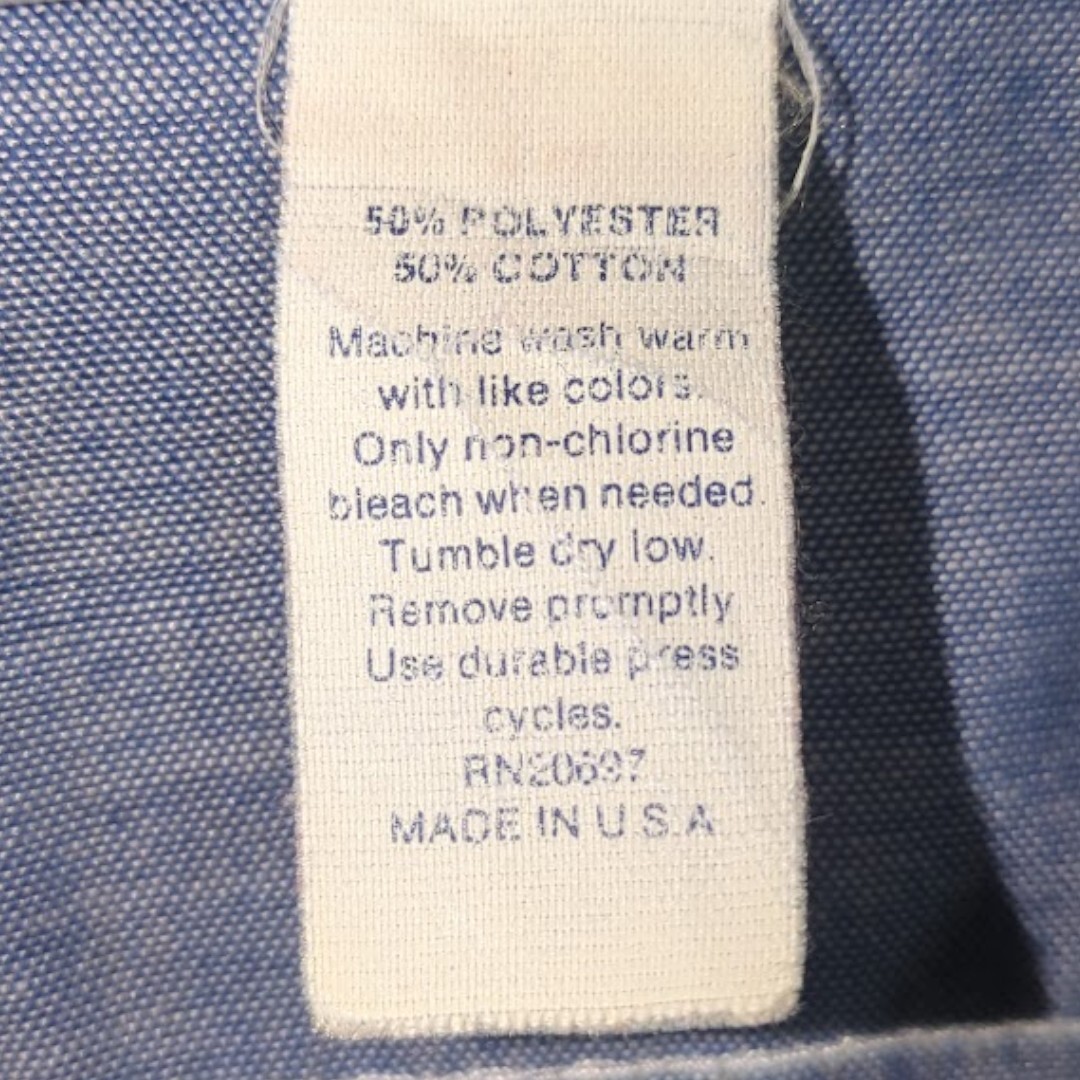 50% POLYESTER
50% COTTON
Machine wash warm
with like colors.
Only non-chlorine
bleach when needed.
Tumble dry low.
Remove promptly
Use durable press
cycles.
RN20697
MADE IN U.S.A